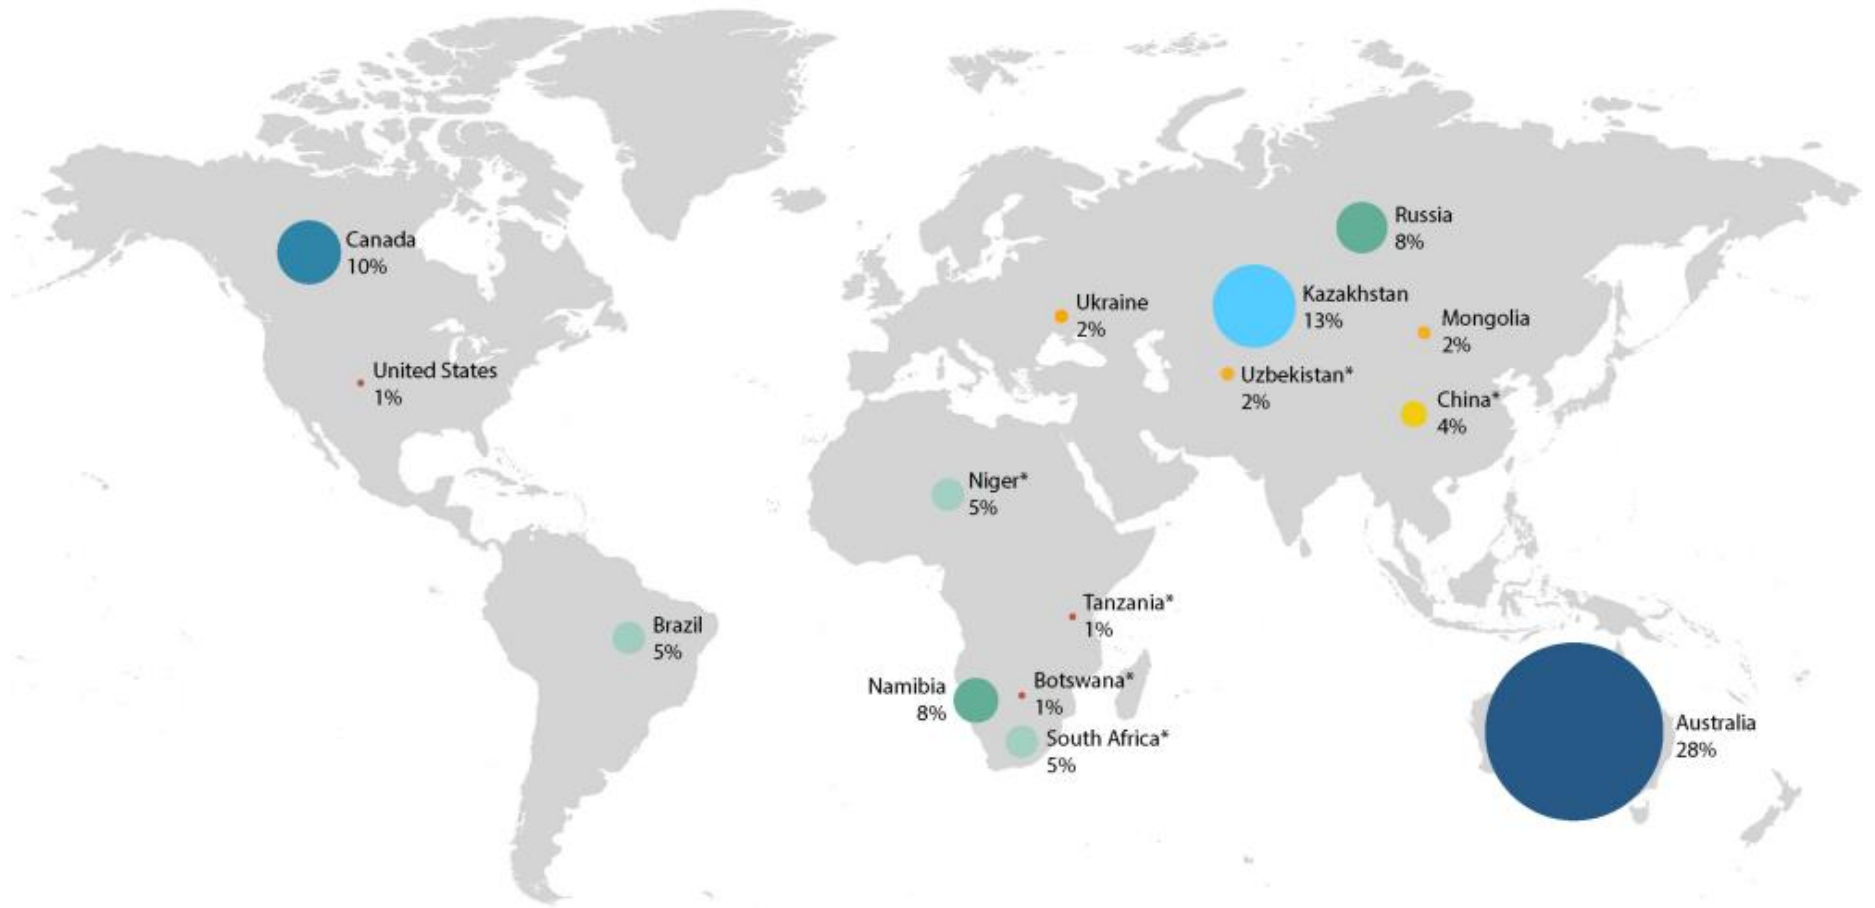 Canada
10%
United States
1%
Brazil
5%
Russia
8%
Kazakhstan
13%
Ukraine
2%
Mongolia
2%
Uzbekistan*
2%
China*
4%
Niger*
5%
Tanzania*
1%
Namibia
8%
Botswana*
1%
South Africa*
5%
Australia
28%